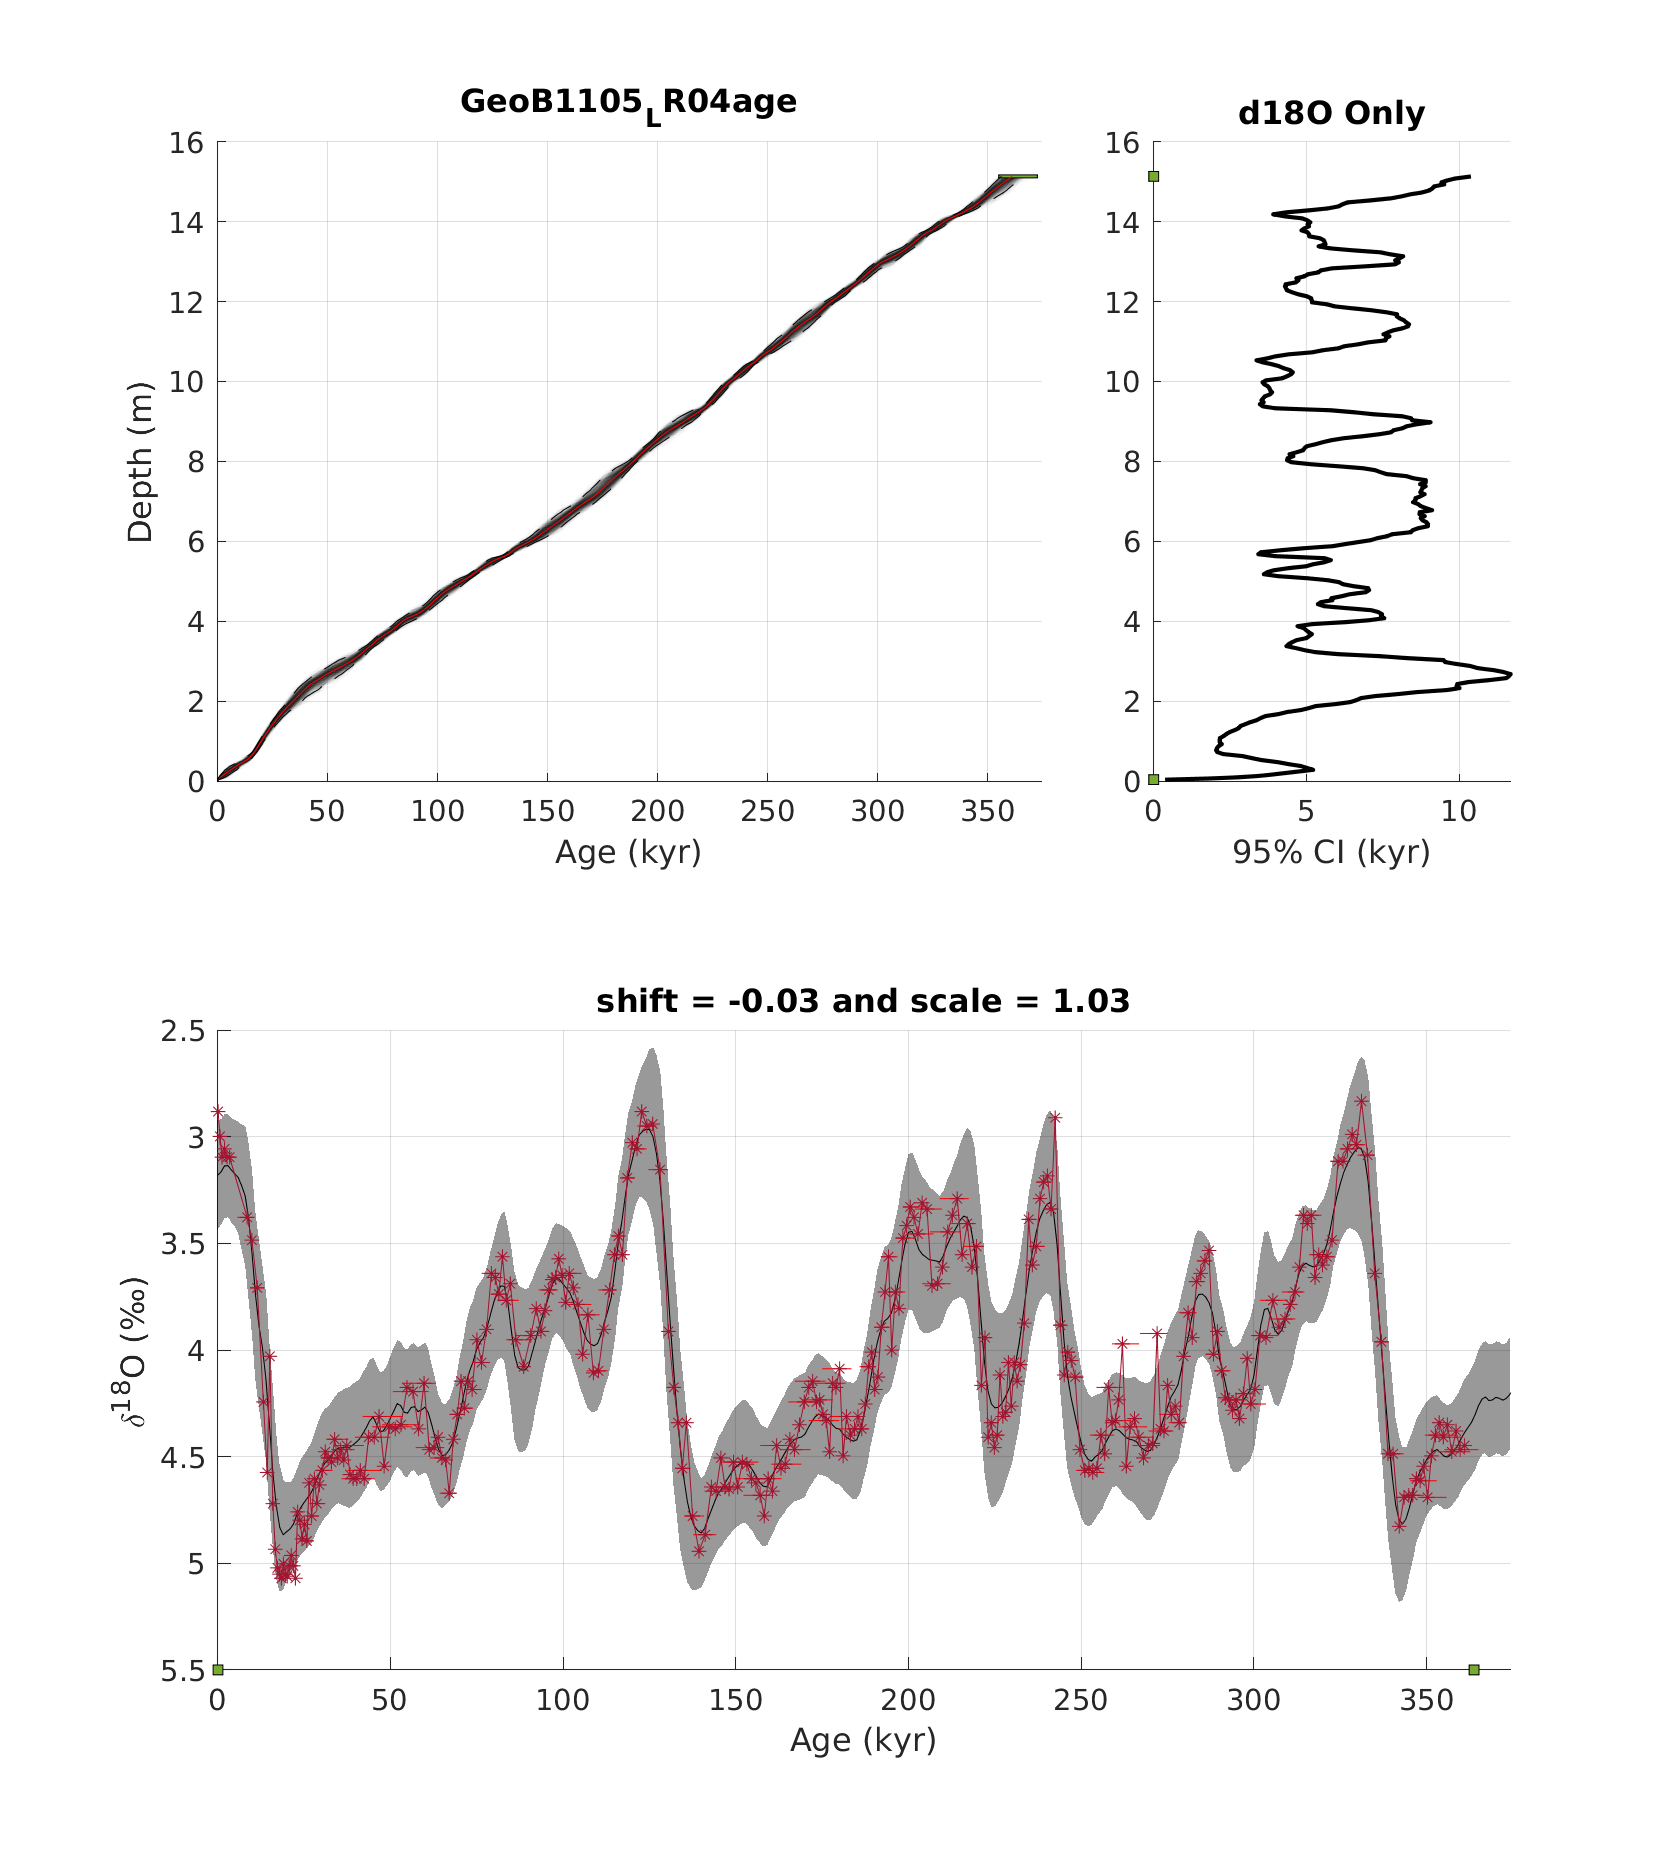 GeoB1105LR04age
d18O Only
16
14
12
10
8
6
4
2
0
Depth (m)
0 50 100 150 200 250 300 350
Age (kyr)
16
14
12
10
8
6
4
2
0
0 5 10
95% CI (kyr)
shift = -0.03 and scale = 1.03
2.5
3
3.5
4
4.5
5
5.5
δ18O (‰)
0 50 100 150 200 250 300 350
Age (kyr)